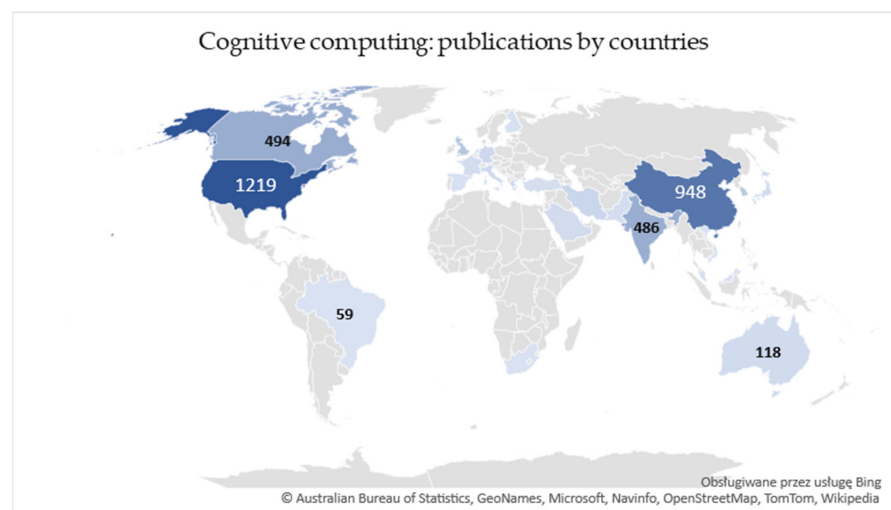 Cognitive computing: publications by countries
494
1219
948
486
59
118
Obsługiwane przez usługę Bing
© Australian Bureau of Statistics, GeoNames, Microsoft, Navinfo, OpenStreetMap, TomTom, Wikipedia